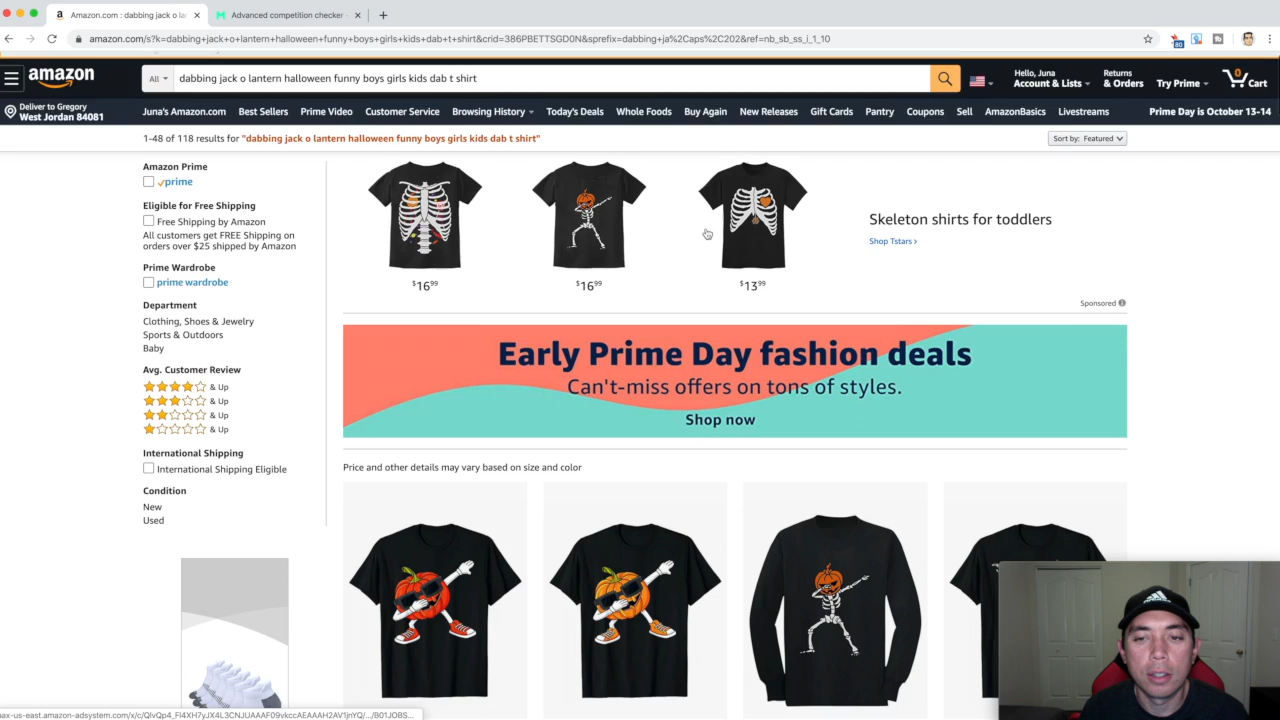 Amazon.com : dabbing jack o la
Advanced competition checker
amazon.com/s?k=dabbing+jack+o+lantern+halloween+funny+boys+girls+kids+dab+t+shirt&crid=386PBETTSGD0N&sprefix=dabbing+ja%2Caps%2C202&ref=nb_sb_ss_i_1_10
80
amazon
All
dabbing jack o lantern halloween funny boys girls kids dab t shirt
Hello, Juna
Account & Lists
Returns
& Orders
Try Prime
0
Cart
Deliver to Gregory
West Jordan 84081
Juna's Amazon.com Best Sellers Prime Video Customer Service Browsing History Today's Deals Whole Foods Buy Again New Releases Gift Cards Pantry Coupons Sell AmazonBasics Livestreams Prime Day is October 13-14
1-48 of 118 results for "dabbing jack o lantern halloween funny boys girls kids dab t shirt"
Sort by: Featured
Amazon Prime
prime
Eligible for Free Shipping
Free Shipping by Amazon
All customers get FREE Shipping on
orders over $25 shipped by Amazon
Prime Wardrobe
prime wardrobe
Department
Clothing, Shoes & Jewelry
Sports & Outdoors
Baby
Avg. Customer Review
& Up
& Up
& Up
& Up
International Shipping
International Shipping Eligible
Condition
New
Used
$1699
$1699
$1399
Skeleton shirts for toddlers
Shop Tstars ›
Sponsored
Early Prime Day fashion deals
Can't-miss offers on tons of styles.
Shop now
Price and other details may vary based on size and color
adidas